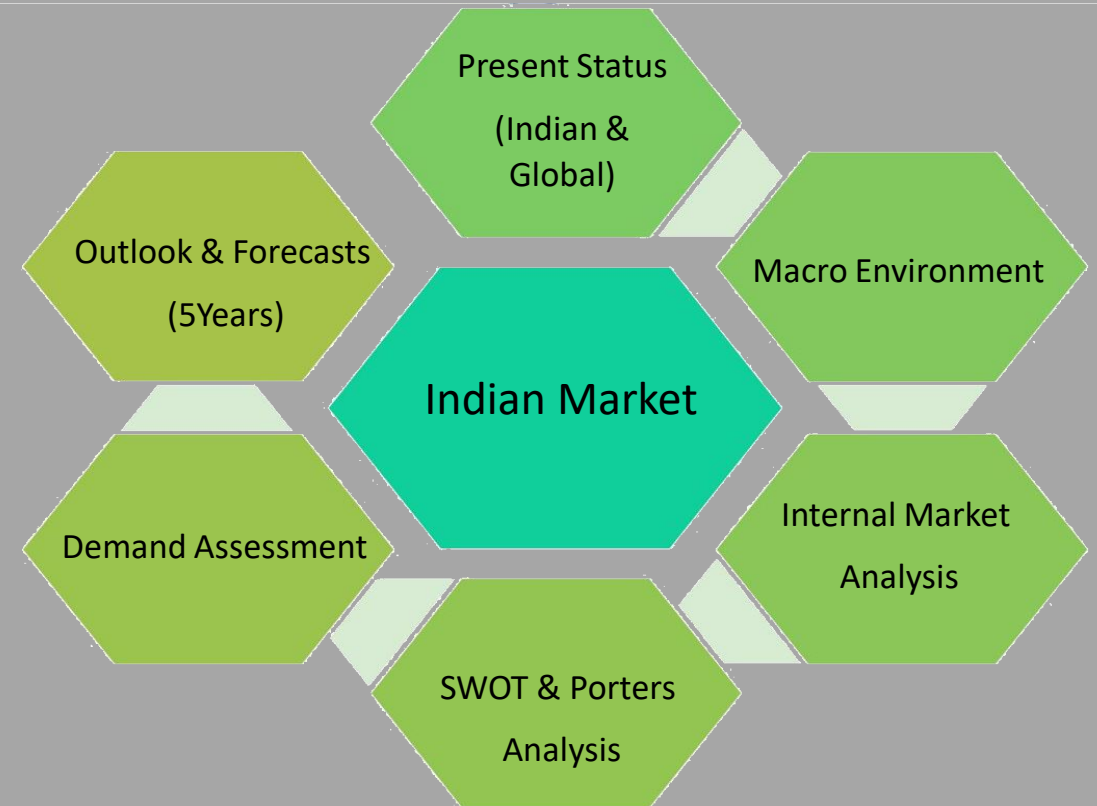 Present Status
(Indian &
Global)
Macro Environment
Internal Market
Analysis
SWOT & Porters
Analysis
Demand Assessment
Outlook & Forecasts
(5Years)
Indian Market